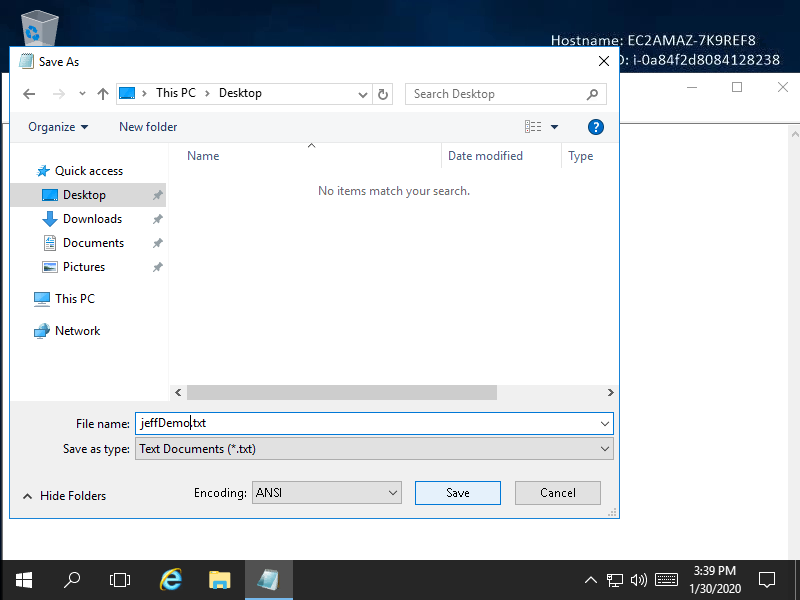 Hostname: EC2AMAZ-7K9REF8
D: i-0a84f2d8084128238
Save As
This PC > Desktop
Search Desktop
Organize
New folder
?
Name
Date modified
Type
No items match your search.
Quick access
Desktop
Downloads
Documents
Pictures
This PC
Network
File name: jeffDemo.txt
Save as type: Text Documents (*.txt)
Hide Folders
Encoding: ANSI
Save
Cancel
3:39 PM
1/30/2020